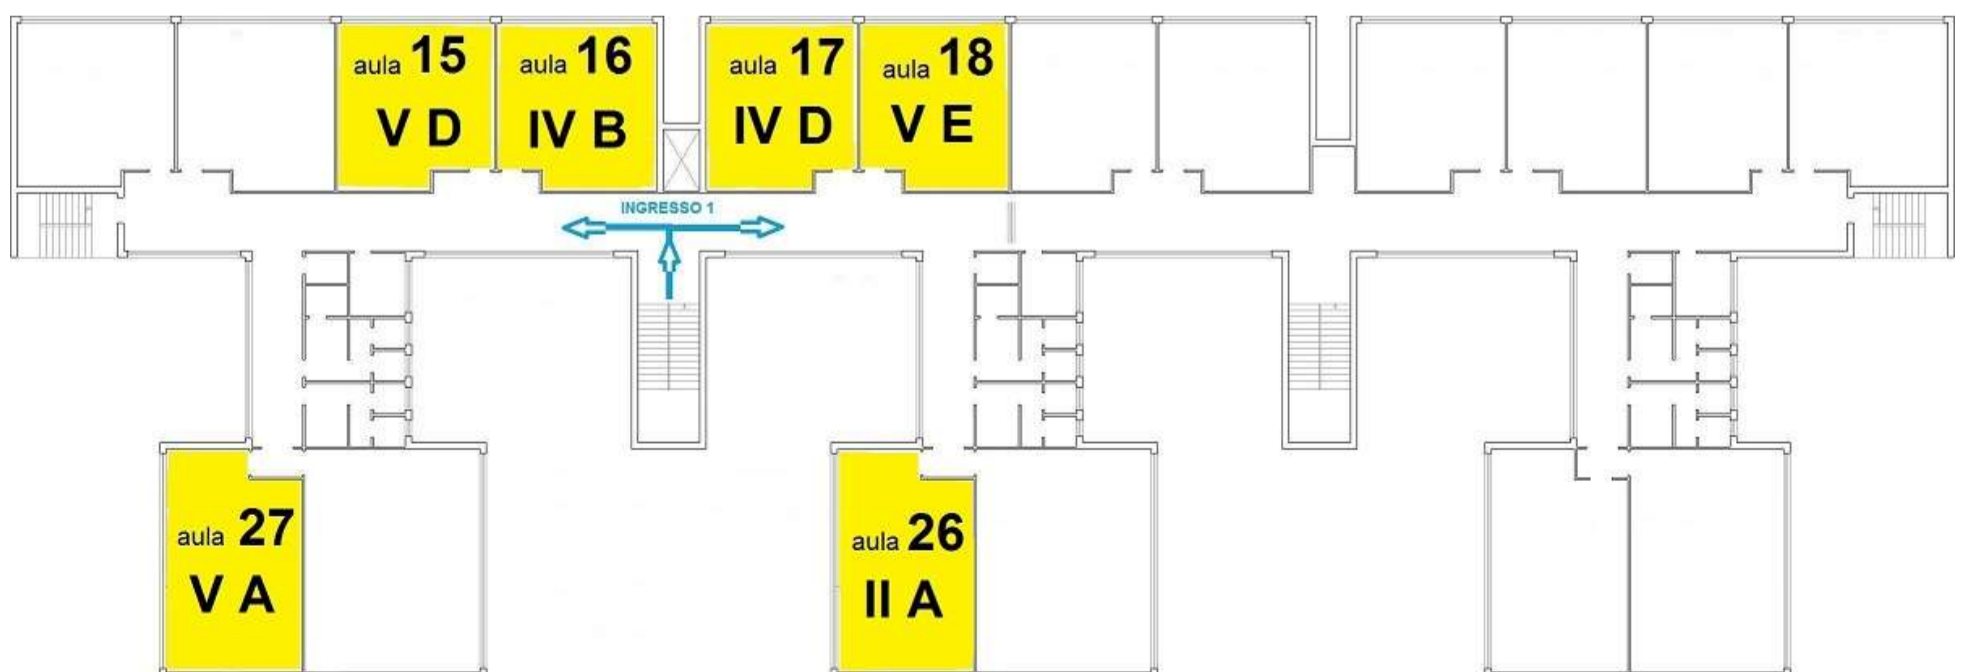 aula 15
V D
aula 16
IV B
aula 17
IV D
aula 18
V E
INGRESSO 1
aula 27
V A
aula 26
II A